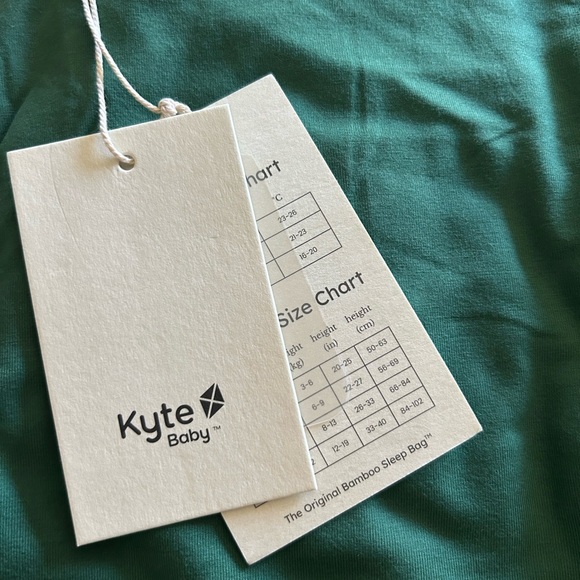 Kyte
Baby™
°C
23-26
21-23
16-20
Size Chart
height height
(kg) (in) (cm)
3-6 20-25 50-63
6-9 22-27 56-69
8-13 26-33 66-84
12-19 33-40 84-102
The Original Bamboo Sleep Bag™